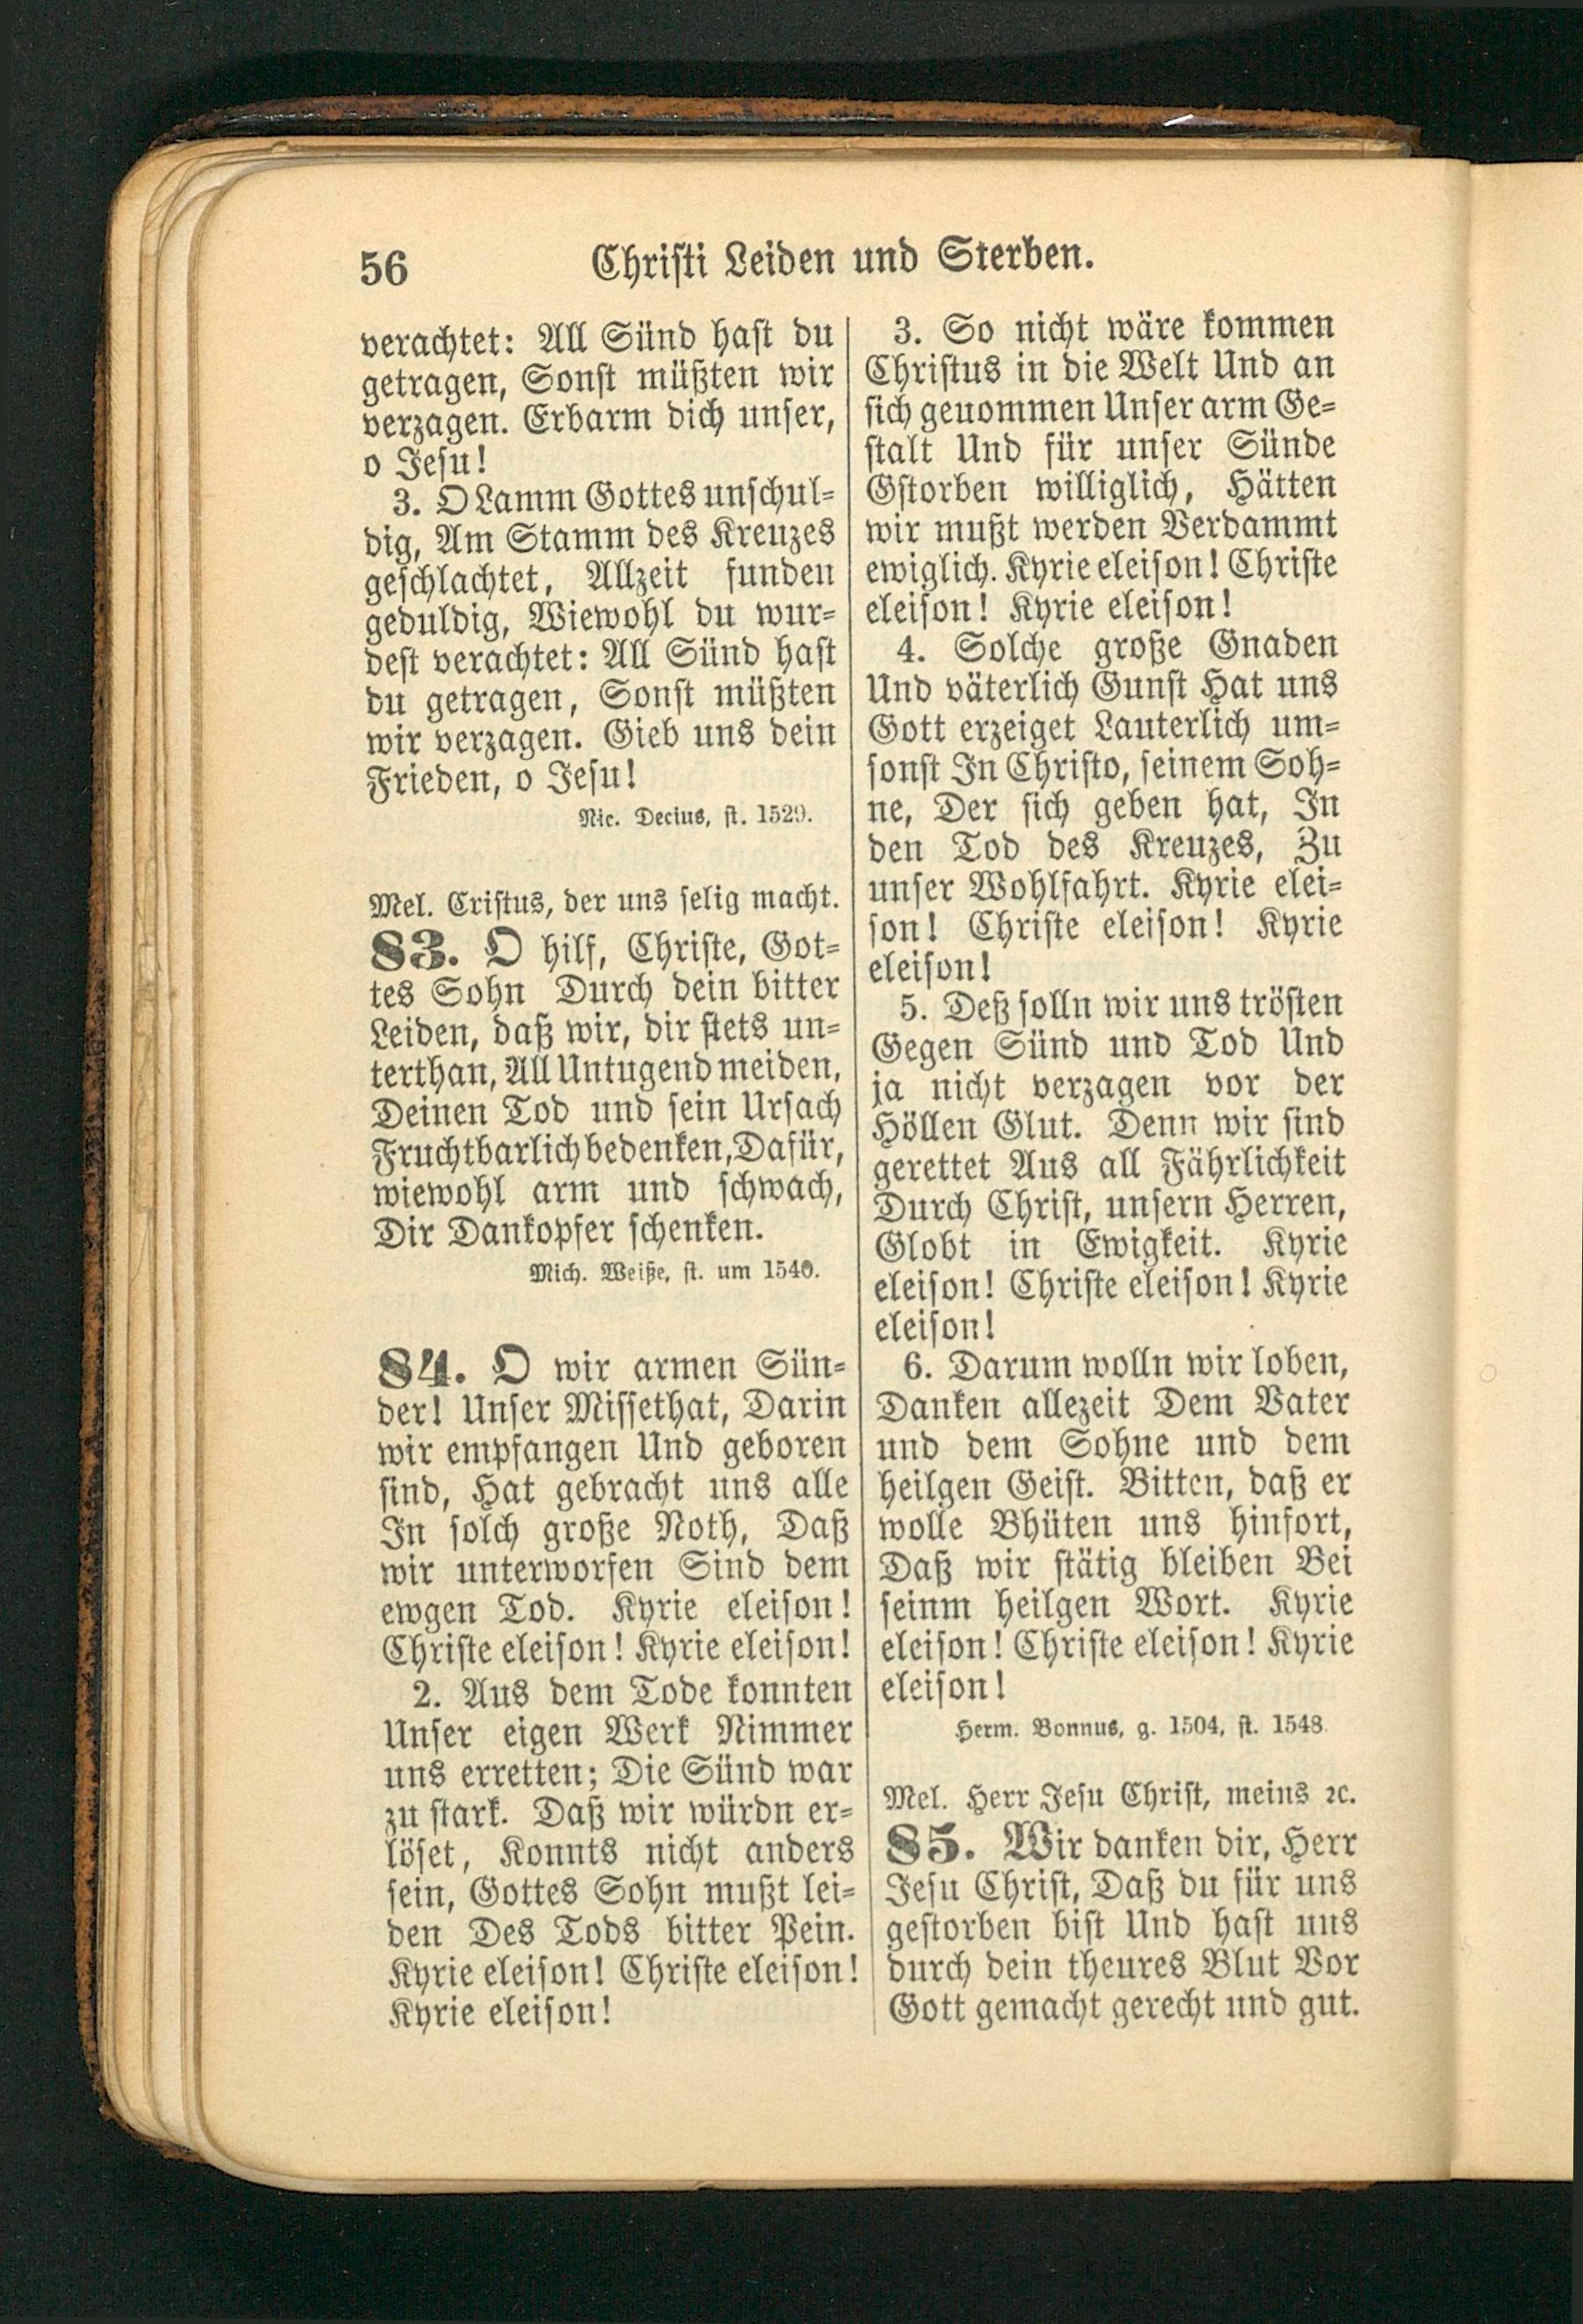 56
Christi Leiden und Sterben.
verachtet: All Sünd hast du
getragen, Sonst müßten wir
verzagen. Erbarm dich unser,
o Jesu!
3. O Lamm Gottes unschul-
dig, Am Stamm des Kreuzes
geschlachtet, Allzeit funden
geduldig, Wiewohl du wur-
dest verachtet: All Sünd hast
du getragen, Sonst müßten
wir verzagen. Gieb uns dein
Frieden, o Jesu!
Nic. Decius, st. 1529.
Mel. Cristus, der uns selig macht.
83. O hilf, Christe, Got-
tes Sohn Durch dein bitter
Leiden, daß wir, dir stets un-
terthan, All Untugend meiden,
Deinen Tod und sein Ursach
Fruchtbarlich bedenken, Dafür,
wiewohl arm und schwach,
Dir Dankopfer schenken.
Mich. Weiße, st. um 1540.
84. O wir armen Sün-
der! Unser Missethat, Darin
wir empfangen Und geboren
sind, Hat gebracht uns alle
In solch große Noth, Daß
wir unterworfen Sind dem
ewgen Tod. Kyrie eleison!
Christe eleison! Kyrie eleison!
2. Aus dem Tode konnten
Unser eigen Werk Nimmer
uns erretten; Die Sünd war
zu stark. Daß wir würdn er-
löset, Konnts nicht anders
sein, Gottes Sohn mußt lei-
den Des Tods bitter Pein.
Kyrie eleison! Christe eleison!
Kyrie eleison!
3. So nicht wäre kommen
Christus in die Welt Und an
sich geuommen Unser arm Ge-
stalt Und für unser Sünde
Gstorben williglich, Hätten
wir mußt werden Verdammt
ewiglich. Kyrie eleison! Christe
eleison! Kyrie eleison!
4. Solche große Gnaden
Und väterlich Gunst Hat uns
Gott erzeiget Lauterlich um-
sonst In Christo, seinem Soh-
ne, Der sich geben hat, In
den Tod des Kreuzes, Zu
unser Wohlfahrt. Kyrie elei-
son! Christe eleison! Kyrie
eleison!
5. Deß solln wir uns trösten
Gegen Sünd und Tod Und
ja nicht verzagen vor der
Höllen Glut. Denn wir sind
gerettet Aus all Fährlichkeit
Durch Christ, unsern Herren,
Globt in Ewigkeit. Kyrie
eleison! Christe eleison! Kyrie
eleison!
6. Darum wolln wir loben,
Danken allezeit Dem Vater
und dem Sohne und dem
heilgen Geist. Bitten, daß er
wolle Bhüten uns hinfort,
Daß wir stätig bleiben Bei
seinm heilgen Wort. Kyrie
eleison! Christe eleison! Kyrie
eleison!
Herm. Bonnus, g. 1504, st. 1548.
Mel. Herr Jesu Christ, meins ꝛc.
85. Wir danken dir, Herr
Jesu Christ, Daß du für uns
gestorben bist Und hast uns
durch dein theures Blut Vor
Gott gemacht gerecht und gut.